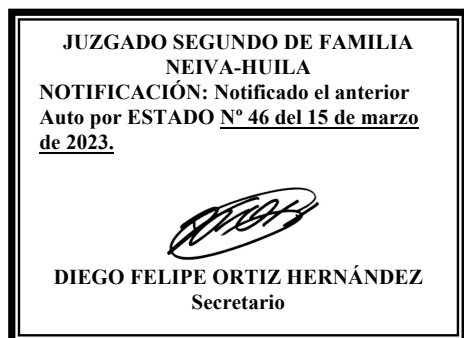 JUZGADO SEGUNDO DE FAMILIA
NEIVA-HUILA
NOTIFICACIÓN: Notificado el anterior
Auto por ESTADO Nº 46 del 15 de marzo
de 2023.
DIEGO FELIPE ORTIZ HERNÁNDEZ
Secretario